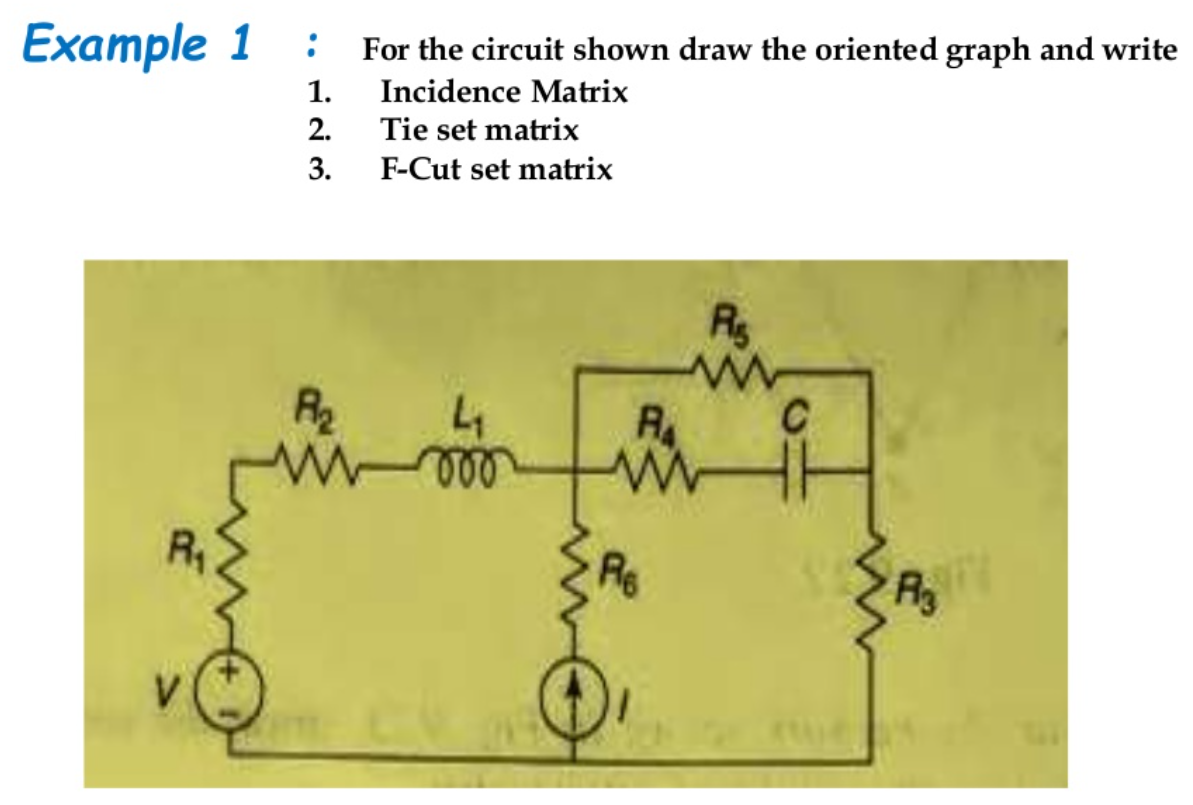 Example 1 : For the circuit shown draw the oriented graph and write
1. Incidence Matrix
2. Tie set matrix
3. F-Cut set matrix
R5
R2
L1
R4
C
R1
R6
R3
V
+
-
I